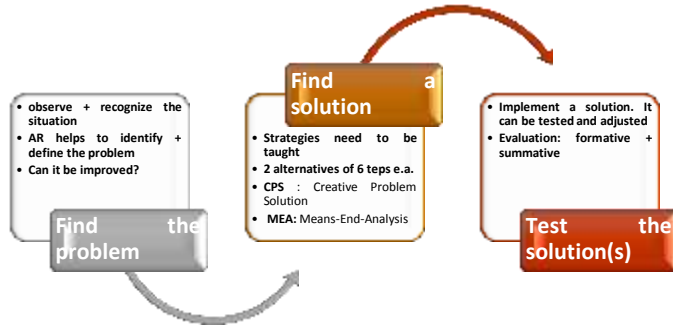 • observe + recognize the
situation
• AR helps to identify +
define the problem
• Can it be improved?
Find the
problem
Find a
solution
• Strategies need to be
taught
• 2 alternatives of 6 teps e.a.
• CPS : Creative Problem
Solution
• MEA: Means-End-Analysis
• Implement a solution. It
can be tested and adjusted
• Evaluation: formative +
summative
Test the
solution(s)